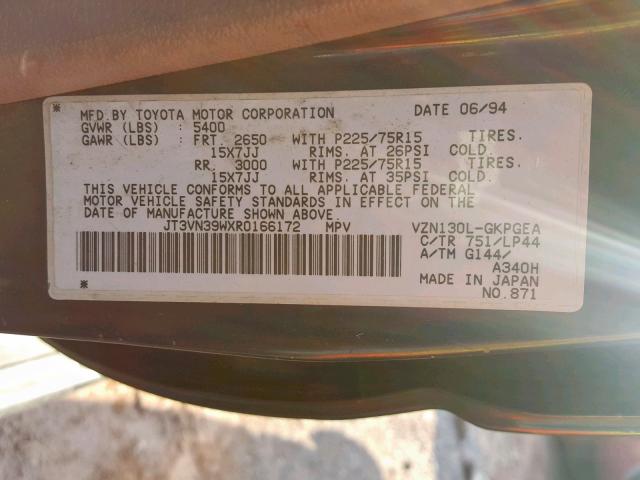 * MFD.BY TOYOTA MOTOR CORPORATION DATE 06/94
GVWR (LBS) : 5400
GAWR (LBS) : FRT. 2650 WITH P225/75R15 TIRES.
15X7JJ RIMS. AT 26PSI COLD.
RR. 3000 WITH P225/75R15 TIRES.
15X7JJ RIMS. AT 35PSI COLD.
THIS VEHICLE CONFORMS TO ALL APPLICABLE FEDERAL
MOTOR VEHICLE SAFETY STANDARDS IN EFFECT ON THE
DATE OF MANUFACTURE SHOWN ABOVE.
JT3VN39WXR0166172 MPV VZN130L-GKPGEA
C/TR 751/LP44
A/TM G144/
A340H
MADE IN JAPAN
* NO.871